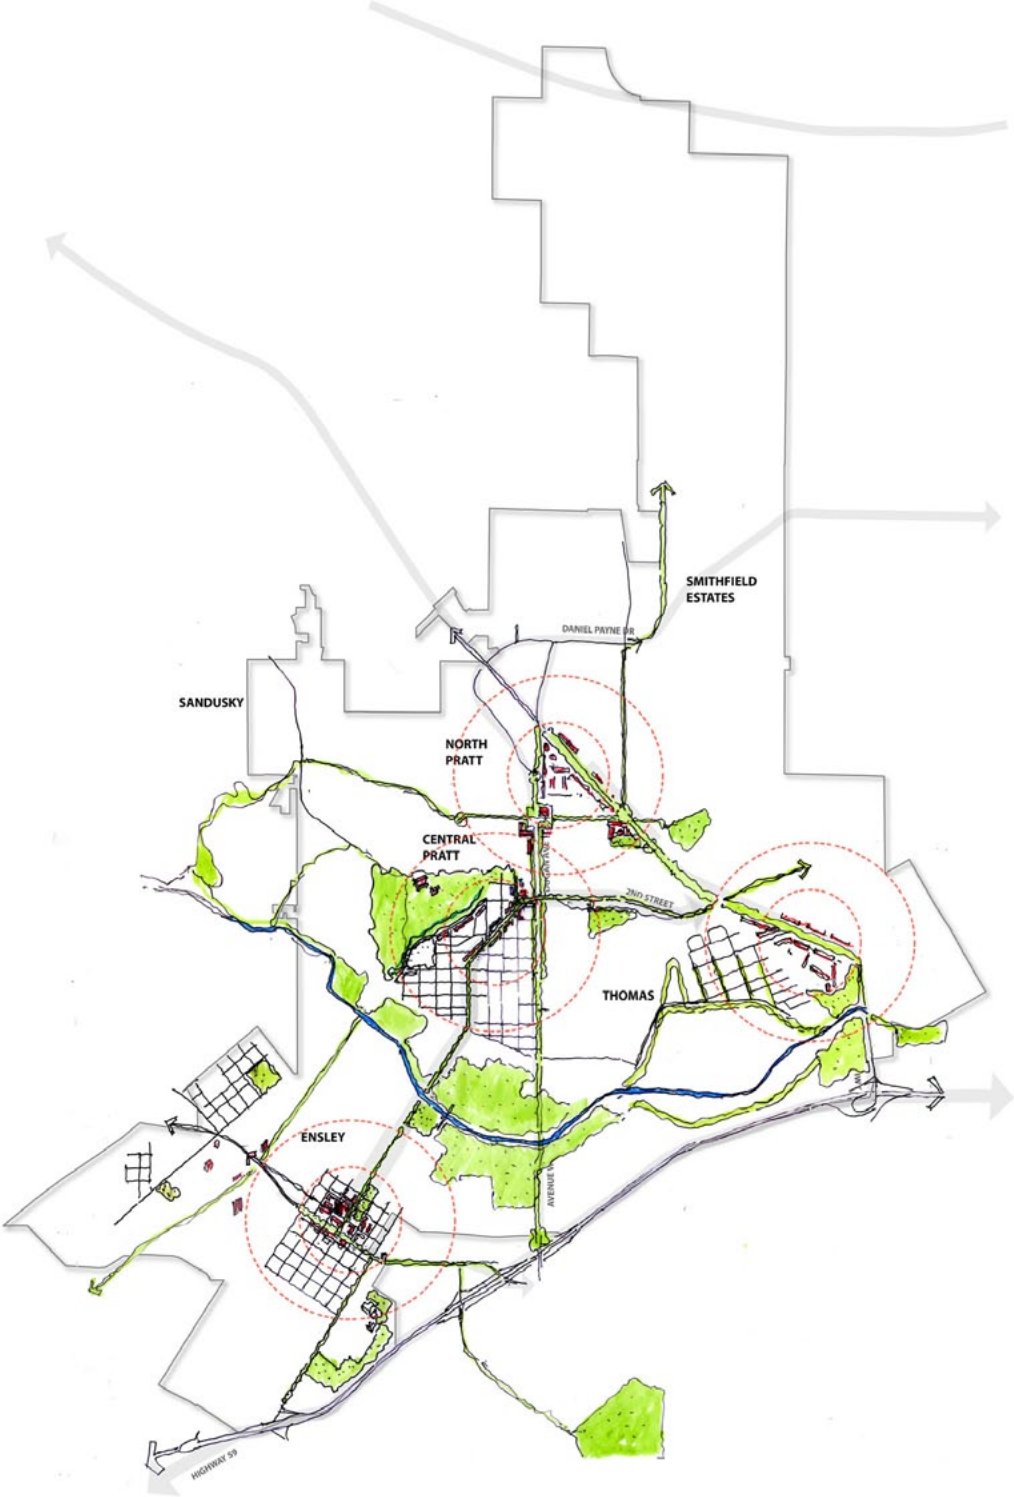 SMITHFIELD
ESTATES
DANIEL PAYNE DR
SANDUSKY
NORTH
PRATT
CENTRAL
PRATT
2ND STREET
THOMAS
ENSLEY
AVENUE W
HIGHWAY 59